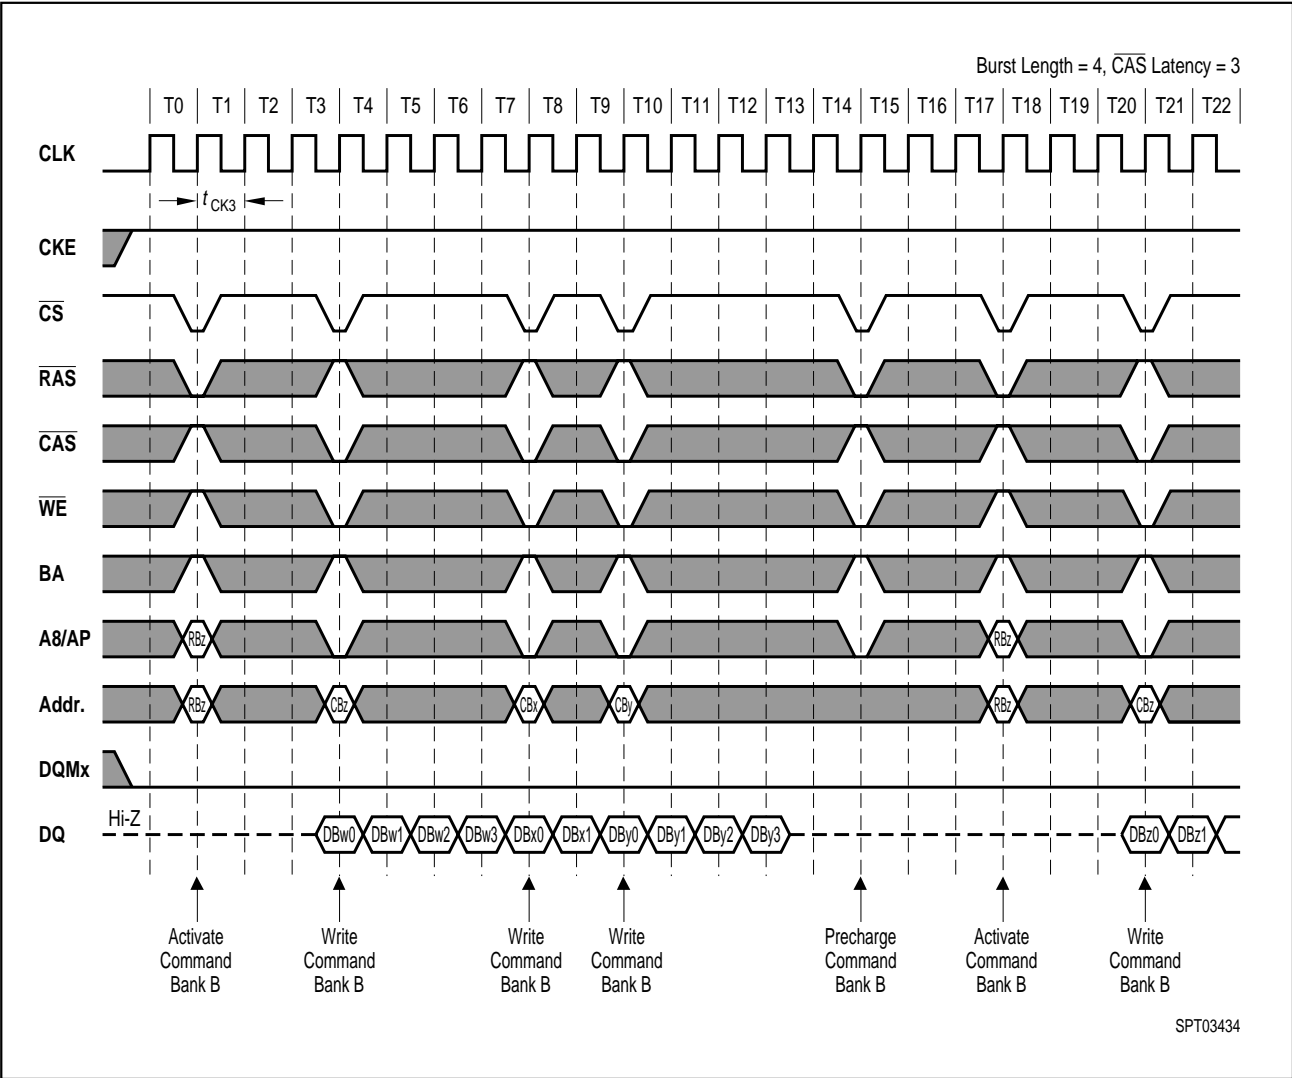 Burst Length = 4, CAS Latency = 3
T0 T1 T2 T3 T4 T5 T6 T7 T8 T9 T10 T11 T12 T13 T14 T15 T16 T17 T18 T19 T20 T21 T22
CLK
t CK3
CKE
CS
RAS
CAS
WE
BA
A8/AP RBz RBz
Addr. RBz CBz CBx CBy RBz CBz
DQMx
DQ Hi-Z DBw0 DBw1 DBw2 DBw3 DBx0 DBx1 DBy0 DBy1 DBy2 DBy3 DBz0 DBz1
Activate Write Write Write Precharge Activate Write
Command Command Command Command Command Command Command
Bank B Bank B Bank B Bank B Bank B Bank B Bank B
SPT03434